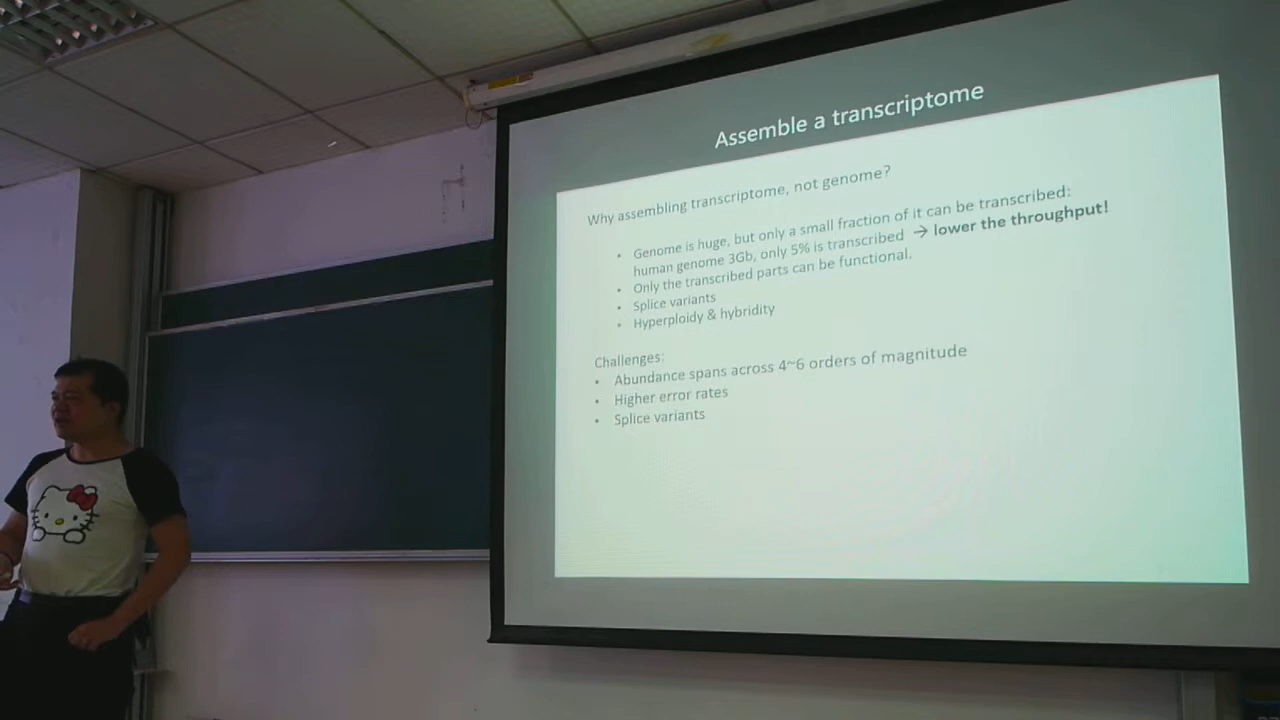 Assemble a transcriptome
Why assembling transcriptome, not genome?
• Genome is huge, but only a small fraction of it can be transcribed:
human genome 3Gb, only 5% is transcribed → lower the throughput!
• Only the transcribed parts can be functional.
• Splice variants
• Hyperploidy & hybridity
Challenges:
• Abundance spans across 4~6 orders of magnitude
• Higher error rates
• Splice variants